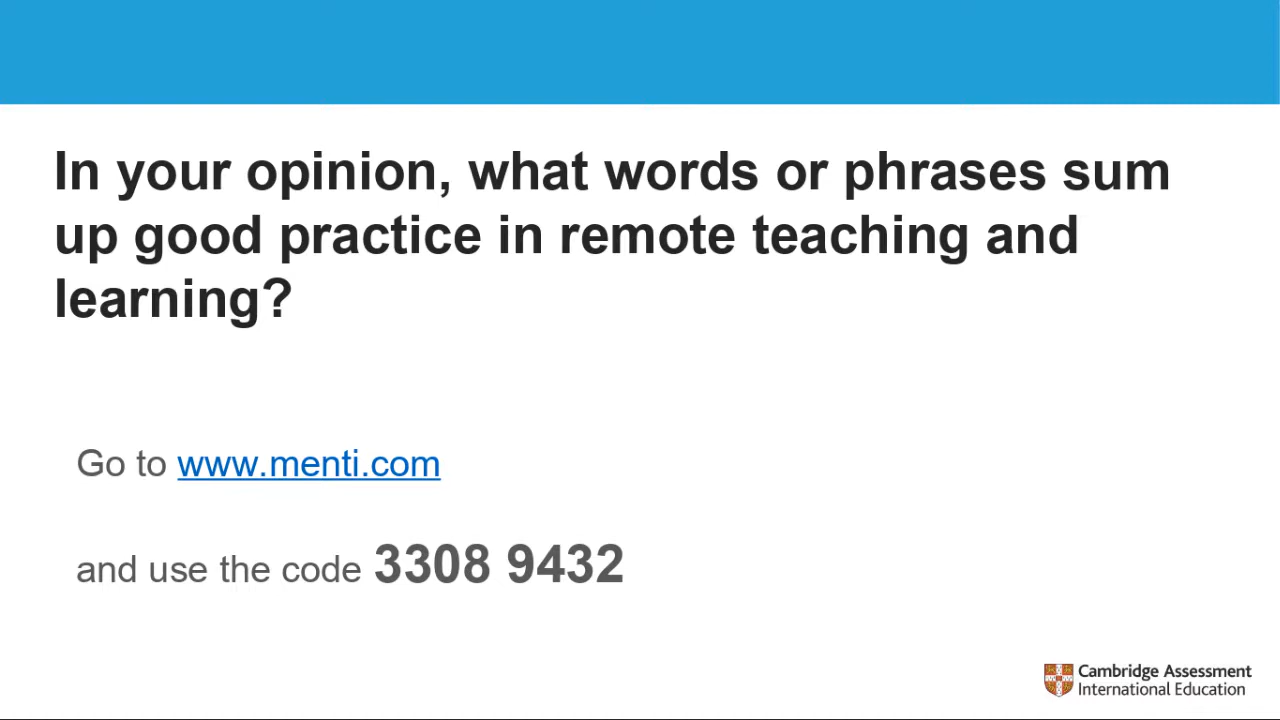 In your opinion, what words or phrases sum
up good practice in remote teaching and
learning?
Go to www.menti.com
and use the code 3308 9432
Cambridge Assessment
International Education